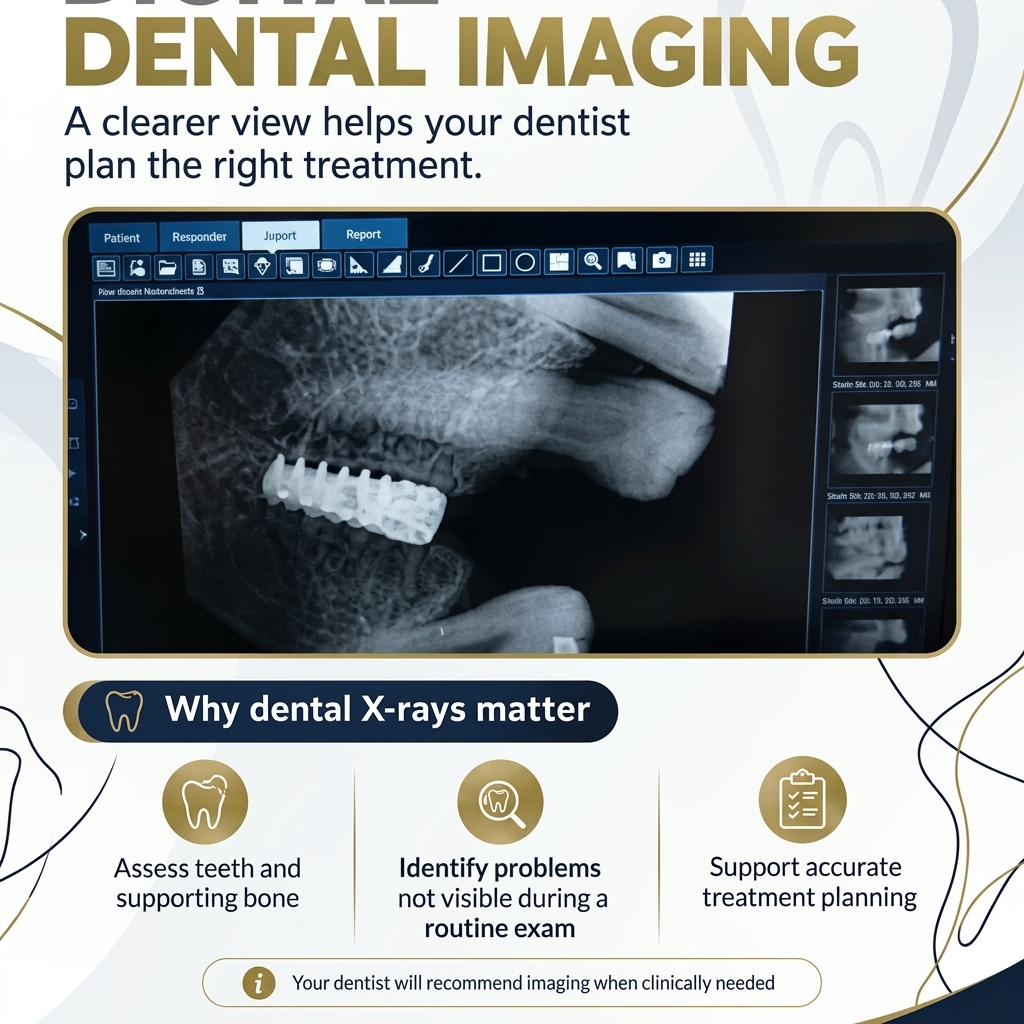 DIGITAL
DENTAL IMAGING
A clearer view helps your dentist
plan the right treatment.
Patient
Responder
Juport
Report
Why dental X-rays matter
Assess teeth and
supporting bone
Identify problems
not visible during a
routine exam
Support accurate
treatment planning
i
Your dentist will recommend imaging when clinically needed